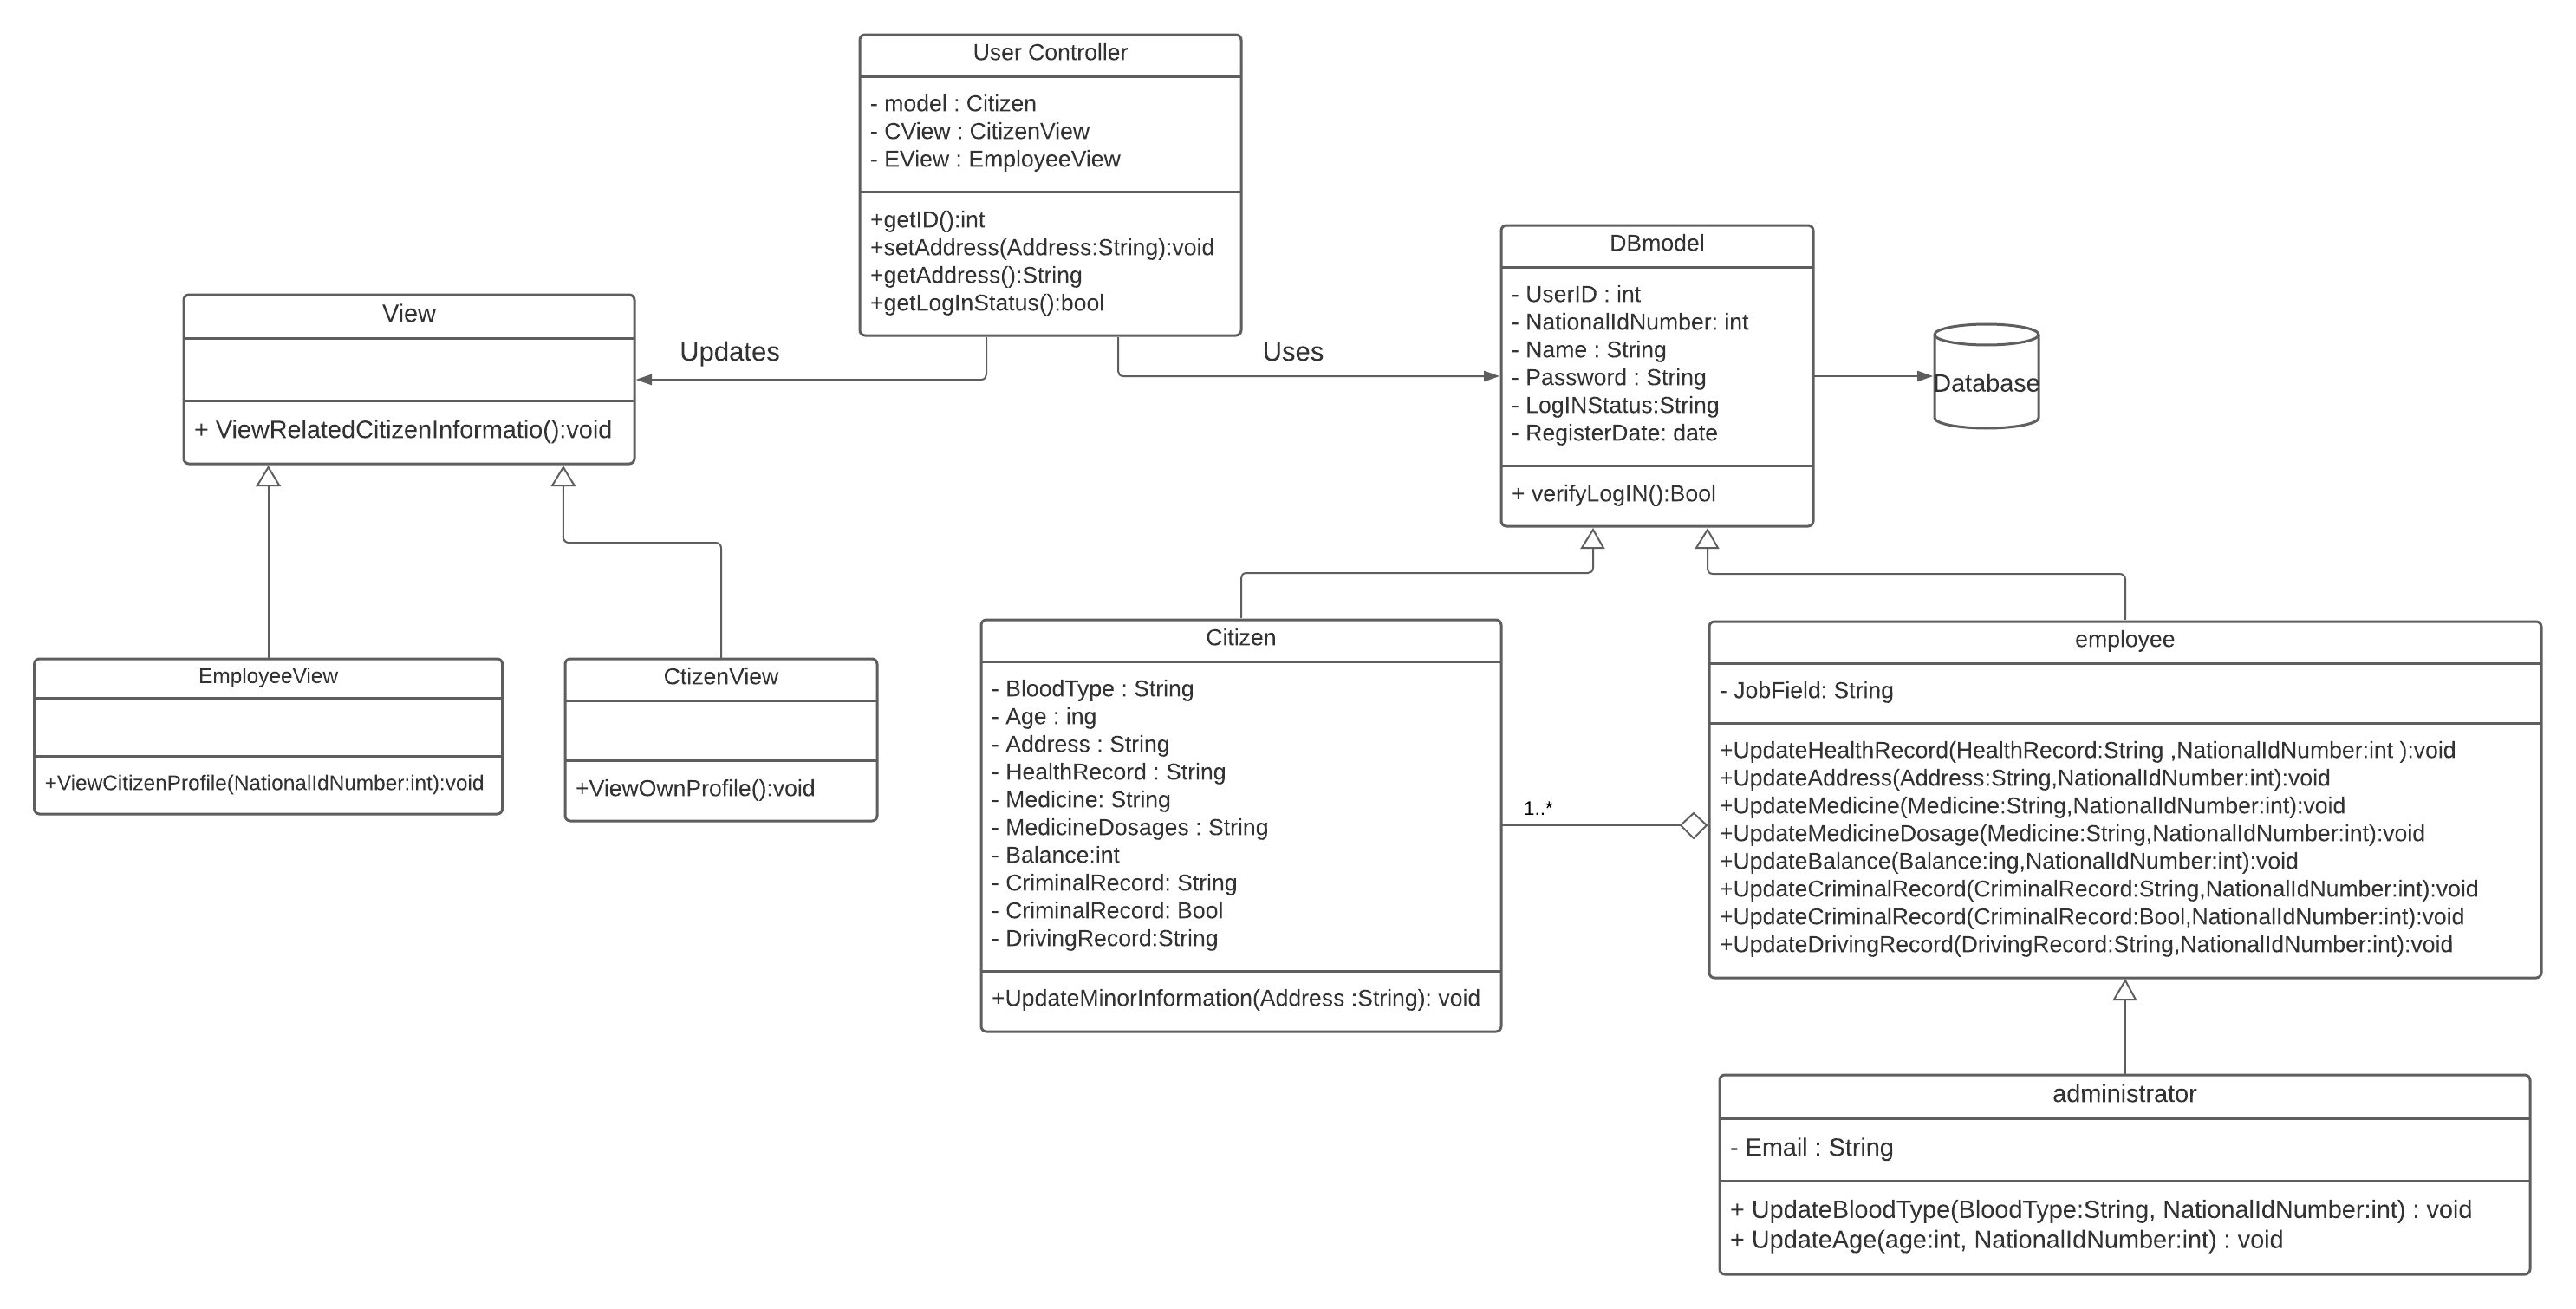 User Controller
- model : Citizen
- CView : CitizenView
- EView : EmployeeView
+getID():int
+setAddress(Address:String):void
+getAddress():String
+getLogInStatus():bool
DBmodel
- UserID : int
- NationalIdNumber: int
- Name : String
- Password : String
- LogINStatus:String
- RegisterDate: date
+ verifyLogIN():Bool
View
+ ViewRelatedCitizenInformatio():void
Updates
Uses
Database
EmployeeView
+ViewCitizenProfile(NationalIdNumber:int):void
CtizenView
+ViewOwnProfile():void
Citizen
- BloodType : String
- Age : ing
- Address : String
- HealthRecord : String
- Medicine: String
- MedicineDosages : String
- Balance:int
- CriminalRecord: String
- CriminalRecord: Bool
- DrivingRecord:String
+UpdateMinorInformation(Address :String): void
1..*
employee
- JobField: String
+UpdateHealthRecord(HealthRecord:String ,NationalIdNumber:int ):void
+UpdateAddress(Address:String,NationalIdNumber:int):void
+UpdateMedicine(Medicine:String,NationalIdNumber:int):void
+UpdateMedicineDosage(Medicine:String,NationalIdNumber:int):void
+UpdateBalance(Balance:ing,NationalIdNumber:int):void
+UpdateCriminalRecord(CriminalRecord:String,NationalIdNumber:int):void
+UpdateCriminalRecord(CriminalRecord:Bool,NationalIdNumber:int):void
+UpdateDrivingRecord(DrivingRecord:String,NationalIdNumber:int):void
administrator
- Email : String
+ UpdateBloodType(BloodType:String, NationalIdNumber:int) : void
+ UpdateAge(age:int, NationalIdNumber:int) : void